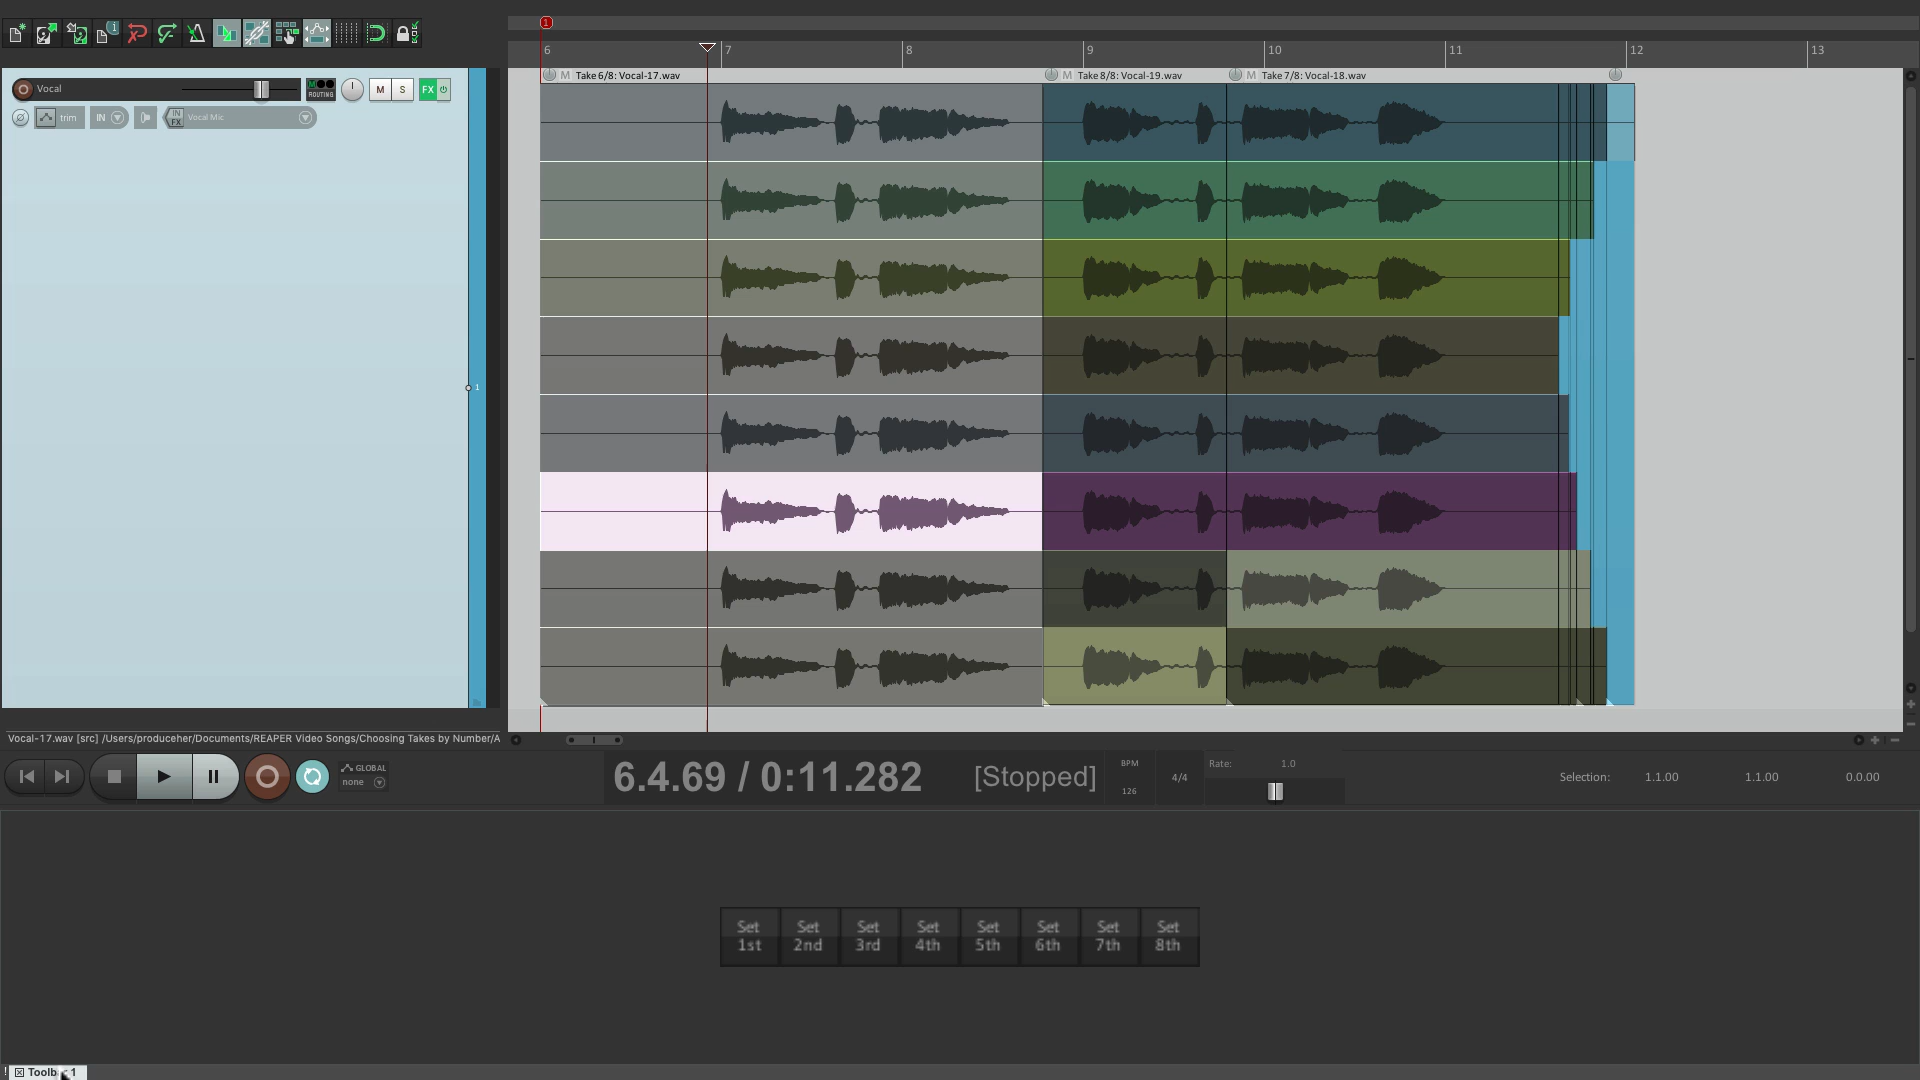 1
6 7 8 9 10 11 12 13
M Take 6/8: Vocal-17.wav M Take 8/8: Vocal-19.wav M Take 7/8: Vocal-18.wav
Vocal ROUTING M S FX
trim IN IN FX Vocal Mic
1
Vocal-17.wav [src] /Users/produceher/Documents/REAPER Video Songs/Choosing Takes by Number/A
GLOBAL
none
6.4.69 / 0:11.282 [Stopped]
BPM
126
4/4
Rate: 1.0
Selection: 1.1.00 1.1.00 0.0.00
Set 1st
Set 2nd
Set 3rd
Set 4th
Set 5th
Set 6th
Set 7th
Set 8th
! 1